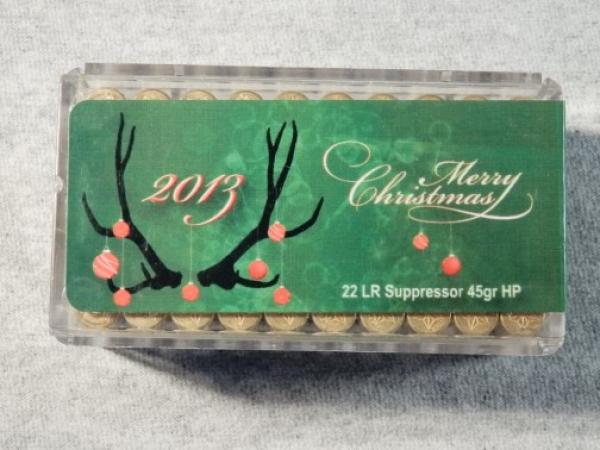 2013
Merry
Christmas
22 LR Suppressor 45gr HP